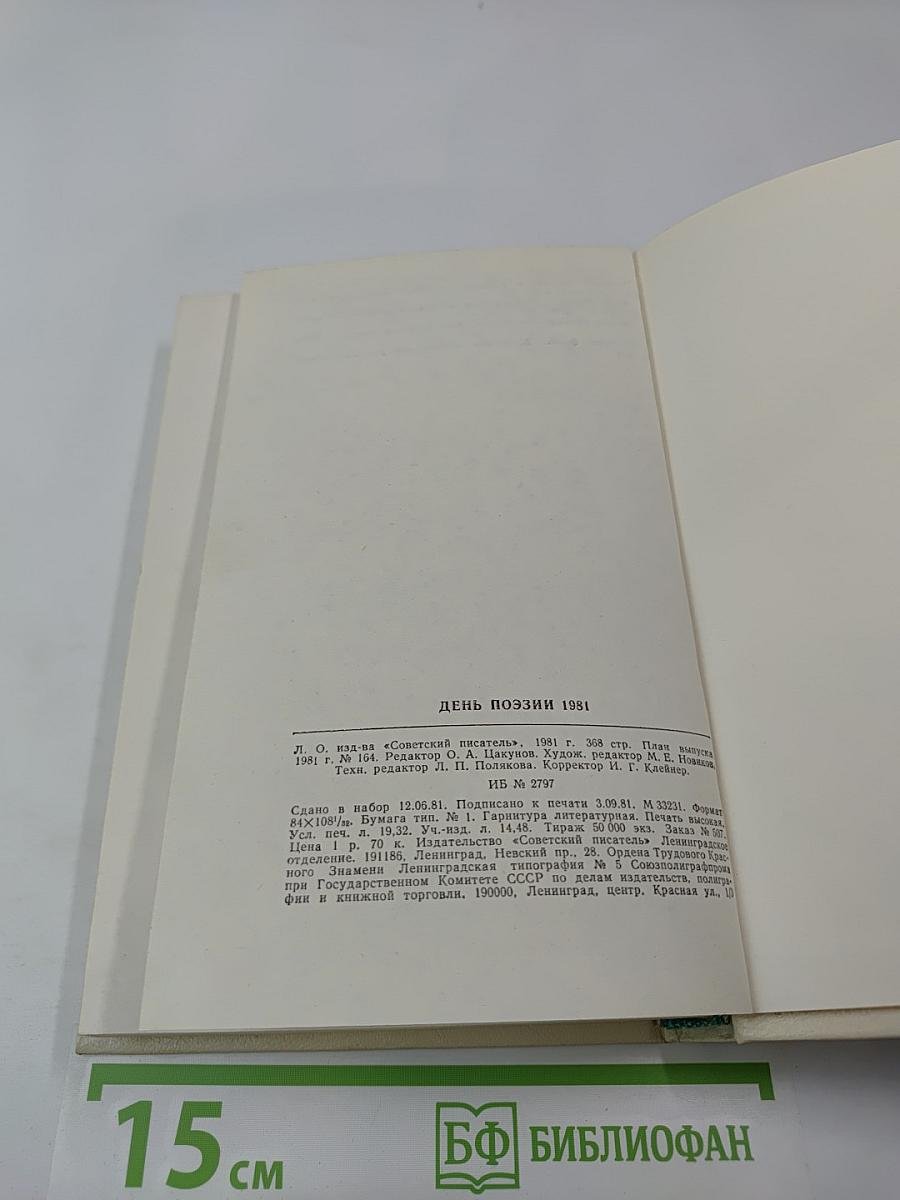 ДЕНЬ ПОЭЗИИ 1981
Л. О. изд-ва «Советский писатель», 1981 г. 368 стр. План выпуска
1981 г. № 164. Редактор О. А. Цакунов. Худож. редактор М. Е. Новиков.
Техн. редактор Л. П. Полякова. Корректор И. Г. Клейнер.
ИБ № 2797
Сдано в набор 12.06.81. Подписано к печати 3.09.81. М 33231. Формат
84×108¹/₃₂. Бумага тип. № 1. Гарнитура литературная. Печать высокая.
Усл. печ. л. 19,32. Уч.-изд. л. 14,48. Тираж 50 000 экз. Заказ № 507.
Цена 1 р. 70 к. Издательство «Советский писатель» Ленинградское
отделение. 191186, Ленинград, Невский пр., 28. Ордена Трудового Крас-
ного Знамени Ленинградская типография № 5 Союзполиграфпрома
при Государственном Комитете СССР по делам издательств, полигра-
фии и книжной торговли. 190000, Ленинград, центр. Красная ул., 1/3
15 см
БФ БИБЛИОФАН